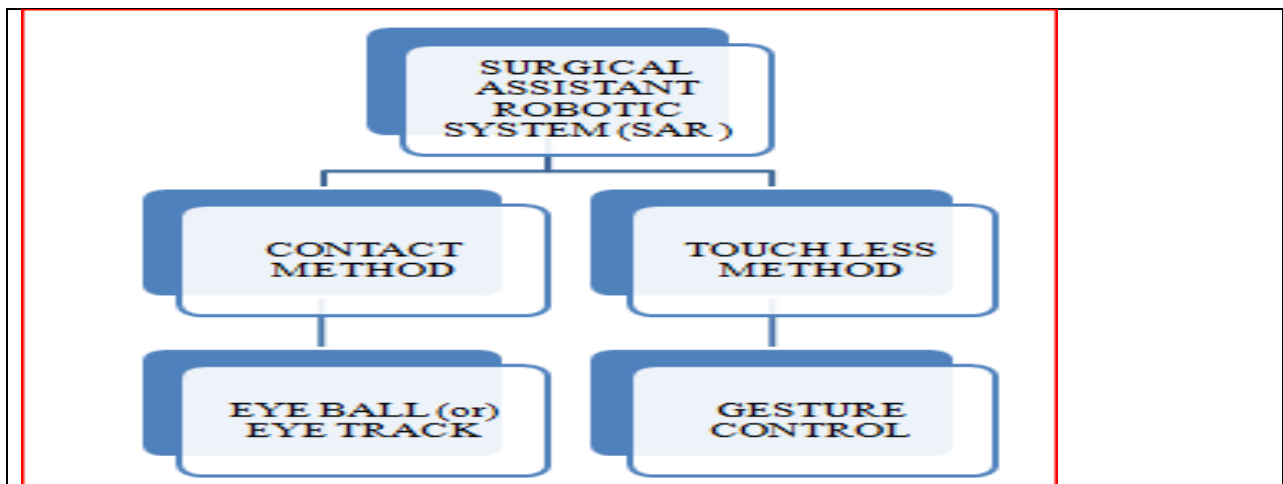 SURGICAL
ASSISTANT
ROBOTIC
SYSTEM (SAR )
CONTACT
METHOD
TOUCH LESS
METHOD
EYE BALL (or)
EYE TRACK
GESTURE
CONTROL